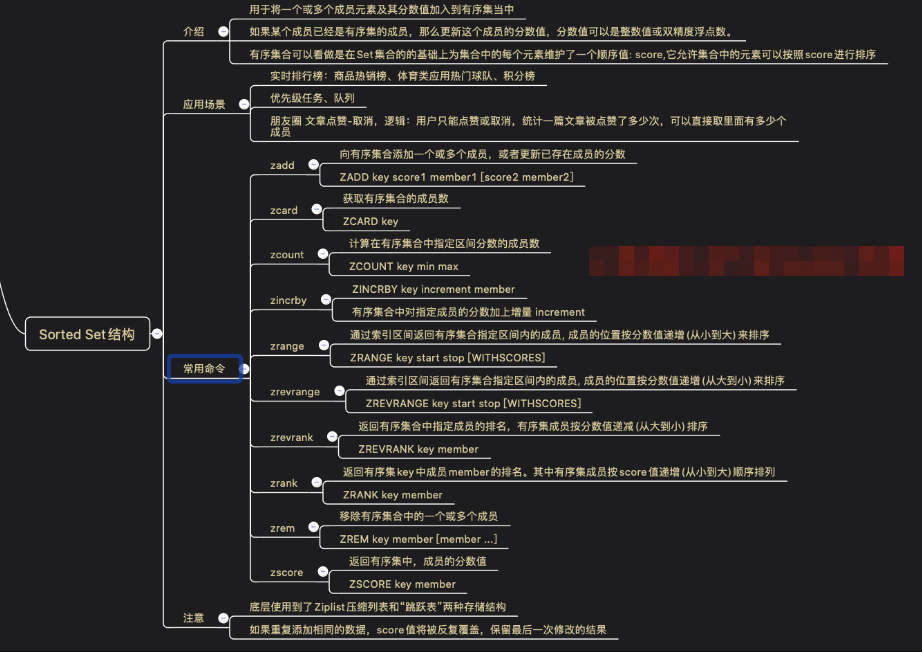 用于将一个或多个成员元素及其分数值加入到有序集当中
介绍
如果某个成员已经是有序集的成员，那么更新这个成员的分数值，分数值可以是整数值或双精度浮点数。
有序集合可以看做是在Set集合的的基础上为集合中的每个元素维护了一个顺序值: score,它允许集合中的元素可以按照score进行排序
实时排行榜：商品热销榜、体育类应用热门球队、积分榜
应用场景
优先级任务、队列
朋友圈 文章点赞-取消，逻辑：用户只能点赞或取消，统计一篇文章被点赞了多少次，可以直接取里面有多少个
成员
向有序集合添加一个或多个成员，或者更新已存在成员的分数
zadd
ZADD key score1 member1 [score2 member2]
获取有序集合的成员数
zcard
ZCARD key
计算在有序集合中指定区间分数的成员数
zcount
ZCOUNT key min max
ZINCRBY key increment member
zincrby
有序集合中对指定成员的分数加上增量 increment
Sorted Set结构
通过索引区间返回有序集合指定区间内的成员, 成员的位置按分数值递增(从小到大)来排序
zrange
ZRANGE key start stop [WITHSCORES]
常用命令
通过索引区间返回有序集合指定区间内的成员, 成员的位置按分数值递增(从大到小)来排序
zrevrange
ZREVRANGE key start stop [WITHSCORES]
返回有序集合中指定成员的排名，有序集成员按分数值递减(从大到小)排序
zrevrank
ZREVRANK key member
返回有序集key中成员member的排名。其中有序集成员按score值递增(从小到大)顺序排列
zrank
ZRANK key member
移除有序集合中的一个或多个成员
zrem
ZREM key member [member ...]
返回有序集中，成员的分数值
zscore
ZSCORE key member
底层使用到了Ziplist压缩列表和“跳跃表”两种存储结构
注意
如果重复添加相同的数据，score值将被反复覆盖，保留最后一次修改的结果